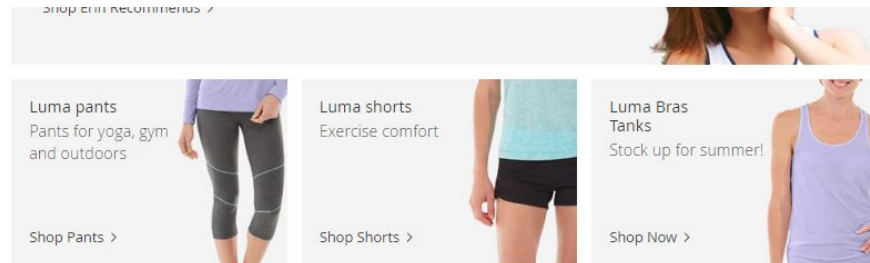 Shop Erin Recommends >
Luma pants
Pants for yoga, gym
and outdoors
Shop Pants >
Luma shorts
Exercise comfort
Shop Shorts >
Luma Bras
Tanks
Stock up for summer!
Shop Now >